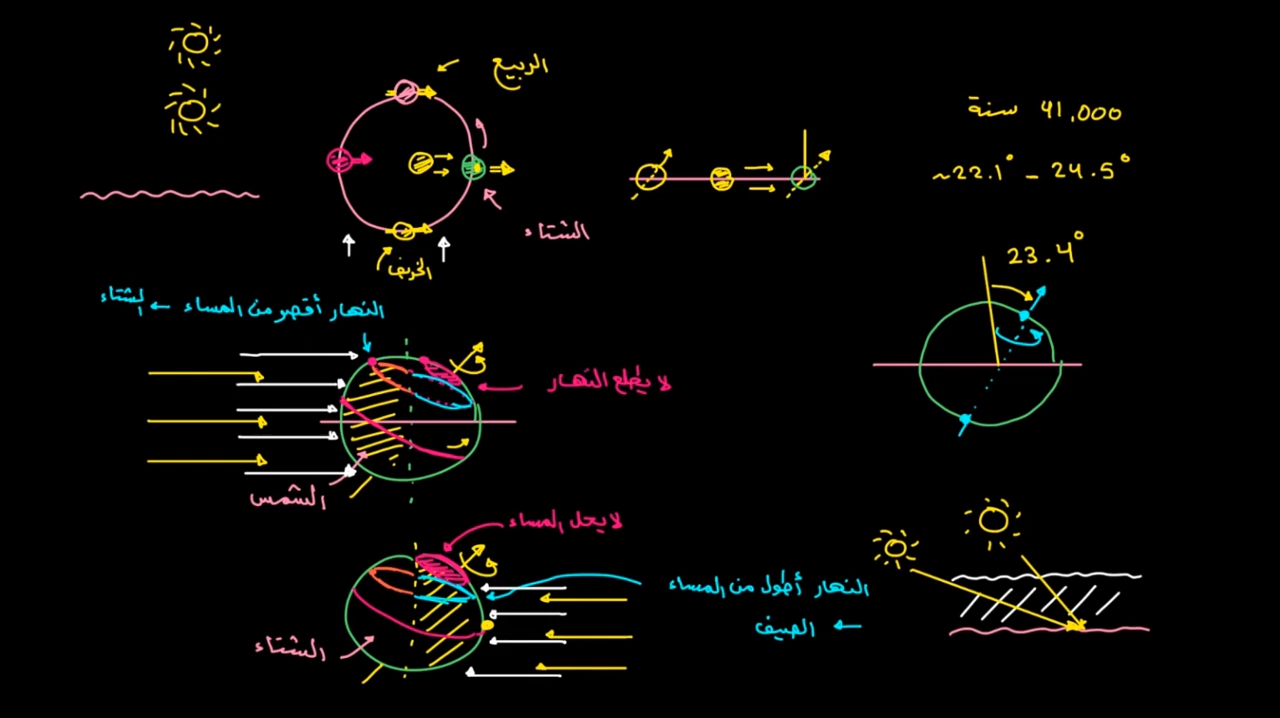 الربيع
41,000 سنة
~22.1° - 24.5°
الشتاء
23.4°
الخريف
النهار أقصر من المساء ← الشتاء
لا يطلع النهار
الشمس
لا يحل المساء
النهار أطول من المساء
← الصيف
الشتاء